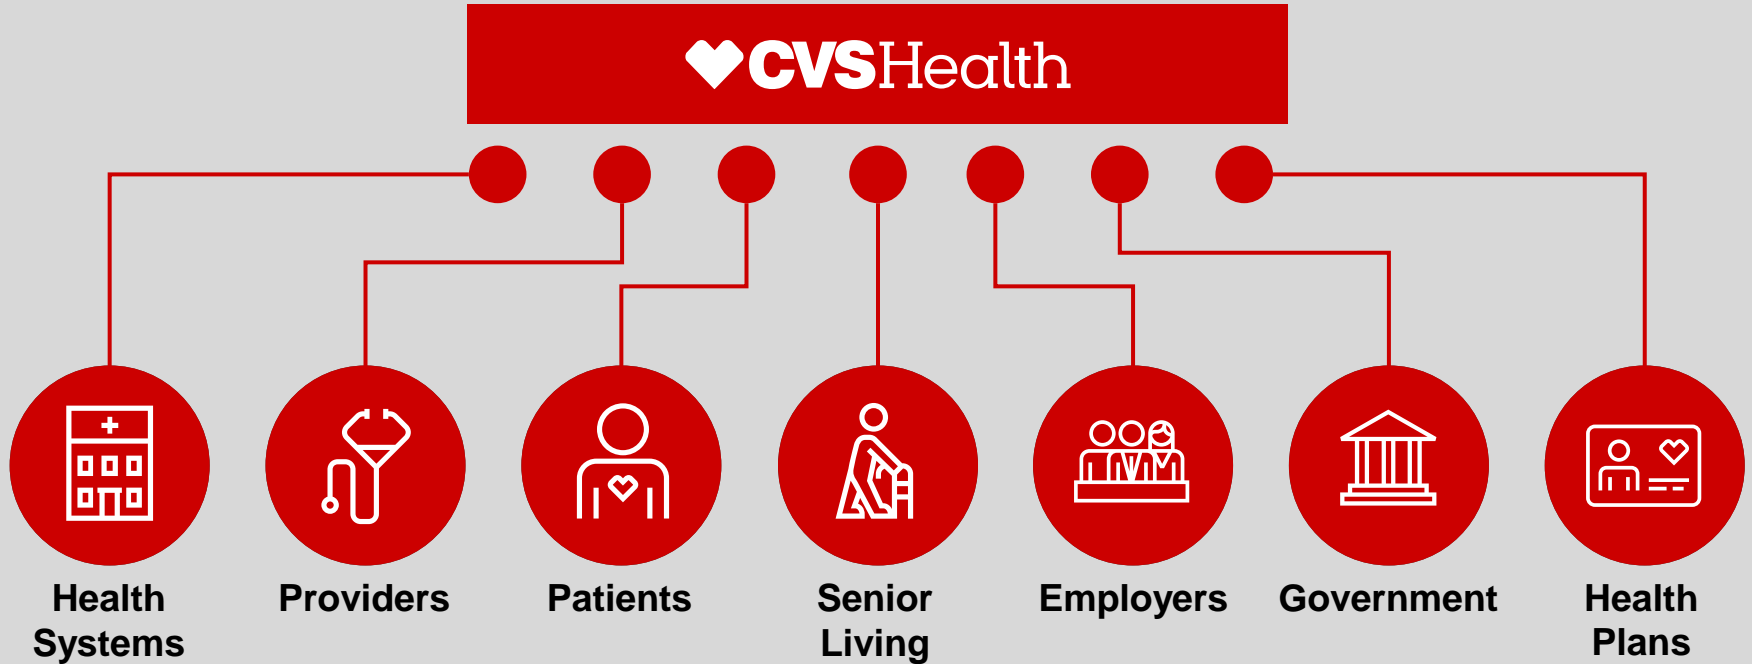 CVSHealth
Health
Systems
Providers
Patients
Senior
Living
Employers
Government
Health
Plans